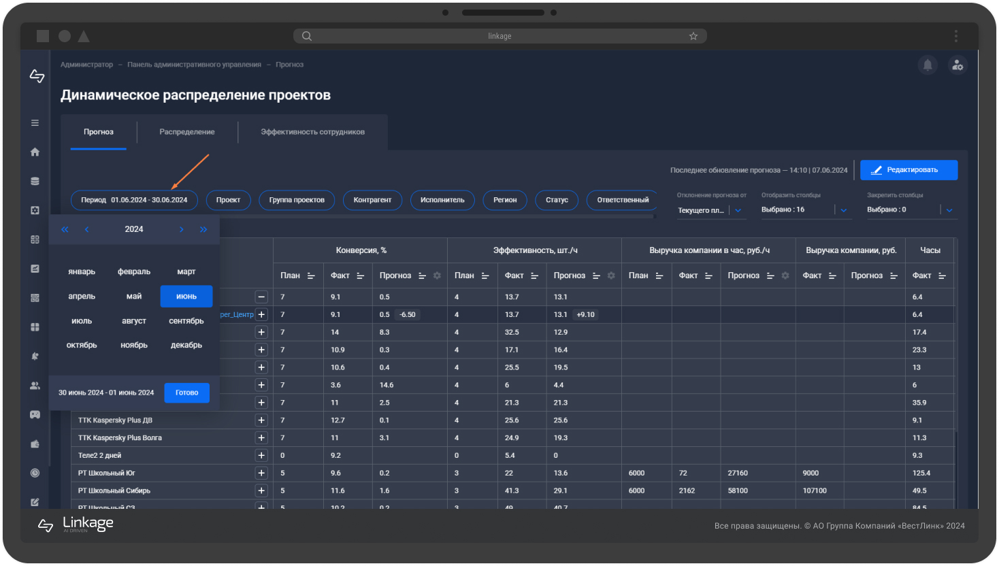 linkage
Администратор – Панель административного управления – Прогноз
Динамическое распределение проектов
Прогноз Распределение Эффективность сотрудников
Последнее обновление прогноза — 14:10 | 07.06.2024 Редактировать
Период 01.06.2024 - 30.06.2024 Проект Группа проектов Контрагент Исполнитель Регион Статус Ответственный
Отклонение прогноза от Отобразить столбцы Закрепить столбцы
Текущего пл... Выбрано : 16 Выбрано : 0
2024
январь февраль март
апрель май июнь
июль август сентябрь
октябрь ноябрь декабрь
30 июнь 2024 - 01 июнь 2024 Готово
Конверсия, % Эффективность, шт./ч Выручка компании в час, руб./ч Выручка компании, руб. Часы
План Факт Прогноз План Факт Прогноз План Факт Прогноз Факт Прогноз Факт
7 9.1 0.5 4 13.7 13.1 6.4
per_Центр 7 9.1 0.5 -6.50 4 13.7 13.1 +9.10 6.4
7 14 8.3 4 32.5 12.9 17.4
7 10.9 0.3 4 17.1 16.4 23.3
7 10.6 0.4 4 25.5 19.5 13
7 3.6 14.6 4 6 4.4 6
7 11 2.5 4 21.3 21.3 35.9
ТТК Kaspersky Plus ДВ 7 12.7 0.1 4 25.6 25.6 9.1
ТТК Kaspersky Plus Волга 7 11 3.1 4 24.9 19.3 11.3
Теле2 2 дней 0 9.2 0 5.4 0 9.3
РТ Школьный Юг 5 9.6 0.2 3 22 13.6 6000 72 27160 9000 125.4
РТ Школьный Сибирь 5 11.6 1.6 3 41.3 29.1 6000 2162 58100 107100 49.5
РТ Школьный СЗ 5 10.2 0.2 3 49 40.7 84.5
Linkage
AI DRIVEN
Все права защищены. © АО Группа Компаний «ВестЛинк» 2024